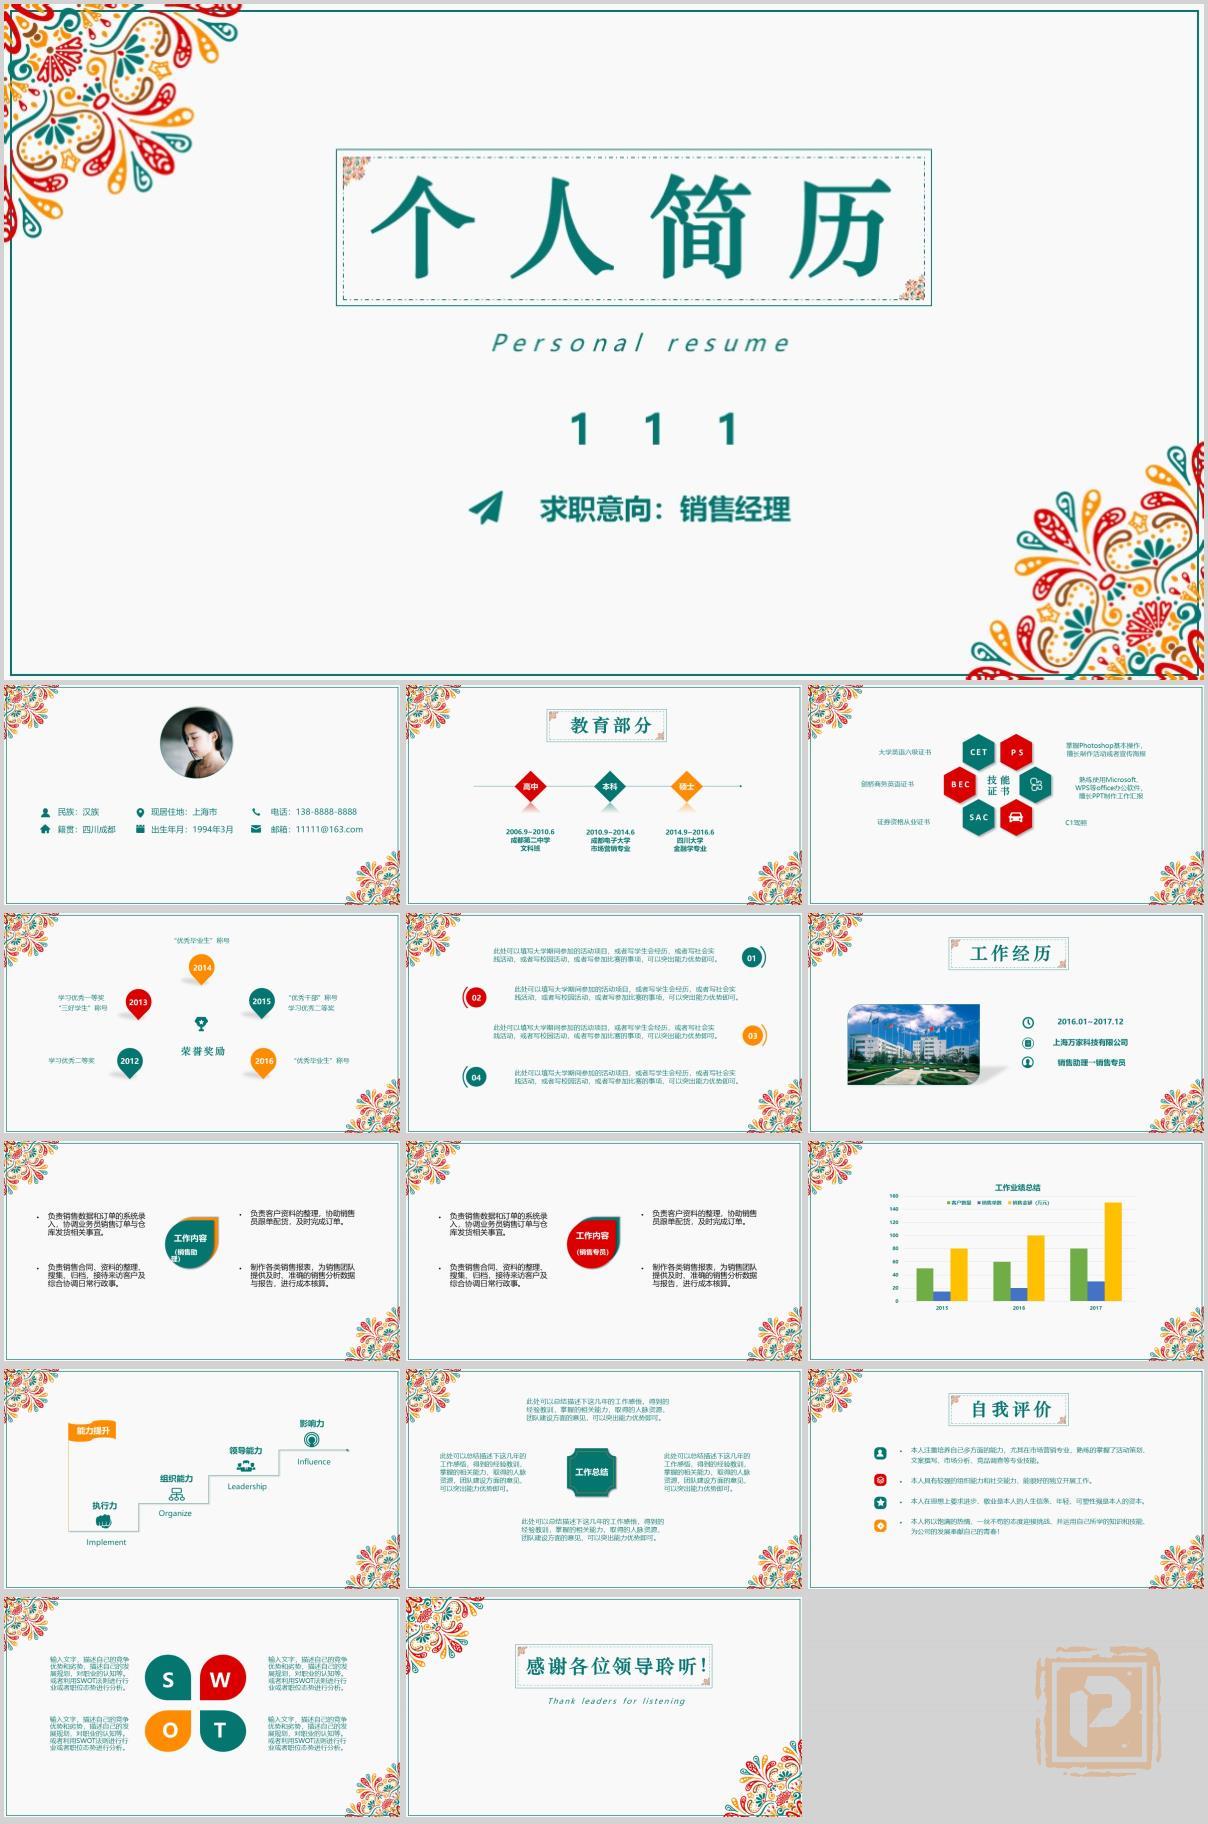 个人简历
Personal resume
1 1 1
求职意向：销售经理
民族：汉族
现居住地：上海市
电话：138-8888-8888
籍贯：四川成都
出生年月：1994年3月
邮箱：11111@163.com
教育部分
高中
本科
硕士
2006.9~2010.6
成都第二中学
文科班
2010.9~2014.6
成都电子大学
市场营销专业
2014.9~2016.6
四川大学
金融学专业
大学英语六级证书
剑桥商务英语证书
证券资格从业证书
CET
PS
BEC
技能
证书
SAC
掌握Photoshop基本操作，
擅长制作活动或者宣传海报
熟练使用Microsoft、
WPS等office办公软件，
擅长PPT制作工作汇报
C1驾照
“优秀毕业生”称号
2014
学习优秀一等奖
“三好学生”称号
2013
2015
“优秀干部”称号
学习优秀二等奖
荣誉奖励
学习优秀二等奖
2012
2016
“优秀毕业生”称号
此处可以填写大学期间参加的活动项目，或者写学生会经历，或者写社会实
践活动，或者写校园活动，或者写参加比赛的事项，可以突出能力优势即可。
01
02
此处可以填写大学期间参加的活动项目，或者写学生会经历，或者写社会实
践活动，或者写校园活动，或者写参加比赛的事项，可以突出能力优势即可。
此处可以填写大学期间参加的活动项目，或者写学生会经历，或者写社会实
践活动，或者写校园活动，或者写参加比赛的事项，可以突出能力优势即可。
03
04
此处可以填写大学期间参加的活动项目，或者写学生会经历，或者写社会实
践活动，或者写校园活动，或者写参加比赛的事项，可以突出能力优势即可。
工作经历
2016.01~2017.12
上海万家科技有限公司
销售助理→销售专员
负责销售数据和订单的系统录
入，协调业务员销售订单与仓
库发货相关事宜。
负责销售合同、资料的整理、
搜集、归档，接待来访客户及
综合协调日常行政事。
工作内容
（销售助
理）
负责客户资料的整理，协助销售
员跟单配货，及时完成订单。
制作各类销售报表，为销售团队
提供及时、准确的销售分析数据
与报告，进行成本核算。
负责销售数据和订单的系统录
入，协调业务员销售订单与仓
库发货相关事宜。
负责销售合同、资料的整理、
搜集、归档，接待来访客户及
综合协调日常行政事。
工作内容
（销售专员）
负责客户资料的整理，协助销售
员跟单配货，及时完成订单。
制作各类销售报表，为销售团队
提供及时、准确的销售分析数据
与报告，进行成本核算。
工作业绩总结
客户数量 销售单数 销售金额（万元）
160
140
120
100
80
60
40
20
0
2015 2016 2017
能力提升
执行力
Implement
组织能力
Organize
领导能力
Leadership
影响力
Influence
此处可以总结描述下这几年的工作感悟，得到的
经验教训，掌握的相关能力，取得的人脉资源，
团队建设方面的意见，可以突出能力优势即可。
此处可以总结描述下这几年的
工作感悟，得到的经验教训，
掌握的相关能力，取得的人脉
资源，团队建设方面的意见，
可以突出能力优势即可。
工作总结
此处可以总结描述下这几年的
工作感悟，得到的经验教训，
掌握的相关能力，取得的人脉
资源，团队建设方面的意见，
可以突出能力优势即可。
此处可以总结描述下这几年的工作感悟，得到的
经验教训，掌握的相关能力，取得的人脉资源，
团队建设方面的意见，可以突出能力优势即可。
自我评价
本人注重培养自己多方面的能力，尤其在市场营销专业，熟练的掌握了活动策划、
文案撰写、市场分析、竞品调查等专业技能。
本人具有较强的组织能力和社交能力，能很好的独立开展工作。
本人在思想上要求进步，敬业是本人的人生信条，年轻、可塑性强是本人的资本。
本人将以饱满的热情、一丝不苟的态度迎接挑战，并运用自己所学的知识和技能，
为公司的发展奉献自己的青春！
输入文字，描述自己的竞争
优势和劣势，描述自己的发
展规划，对职业的认知等。
或者利用SWOT法则进行行
业或者职位态势进行分析。
S
W
输入文字，描述自己的竞争
优势和劣势，描述自己的发
展规划，对职业的认知等。
或者利用SWOT法则进行行
业或者职位态势进行分析。
输入文字，描述自己的竞争
优势和劣势，描述自己的发
展规划，对职业的认知等。
或者利用SWOT法则进行行
业或者职位态势进行分析。
O
T
输入文字，描述自己的竞争
优势和劣势，描述自己的发
展规划，对职业的认知等。
或者利用SWOT法则进行行
业或者职位态势进行分析。
感谢各位领导聆听!
Thank leaders for listening